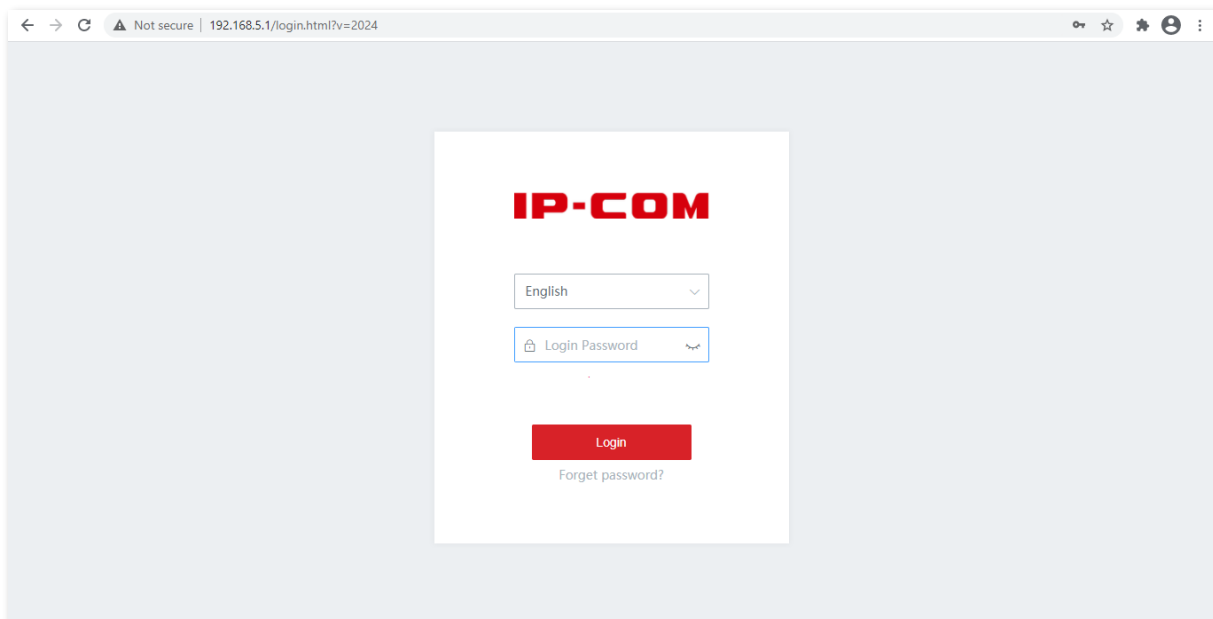 Not secure | 192.168.5.1/login.html?v=2024
IP-COM
English
Login Password
Login
Forget password?